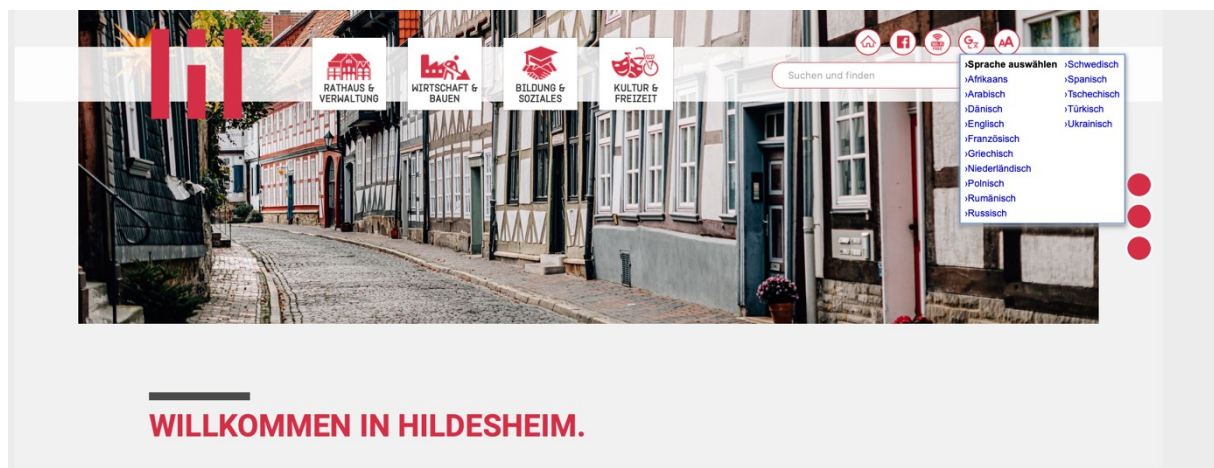 Hi
RATHAUS &
VERWALTUNG
WIRTSCHAFT &
BAUEN
BILDUNG &
SOZIALES
KULTUR &
FREIZEIT
Suchen und finden
AA
›Sprache auswählen
›Afrikaans
›Arabisch
›Dänisch
›Englisch
›Französisch
›Griechisch
›Niederländisch
›Polnisch
›Rumänisch
›Russisch
›Schwedisch
›Spanisch
›Tschechisch
›Türkisch
›Ukrainisch
WILLKOMMEN IN HILDESHEIM.